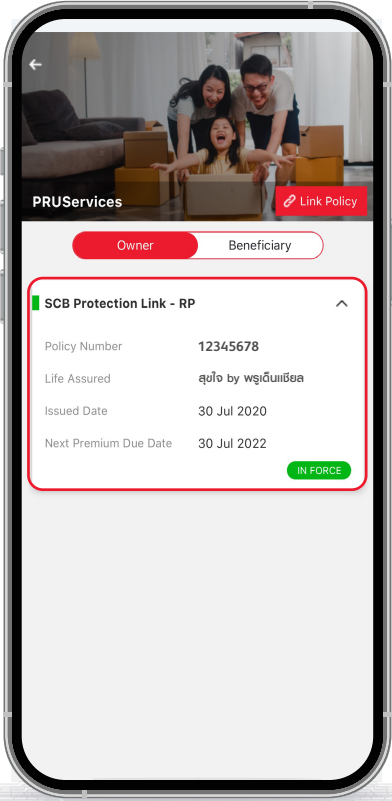 PRUServices
Link Policy
Owner
Beneficiary
SCB Protection Link - RP
Policy Number 12345678
Life Assured สุขใจ by พรูเด็นเชียล
Issued Date 30 Jul 2020
Next Premium Due Date 30 Jul 2022
IN FORCE